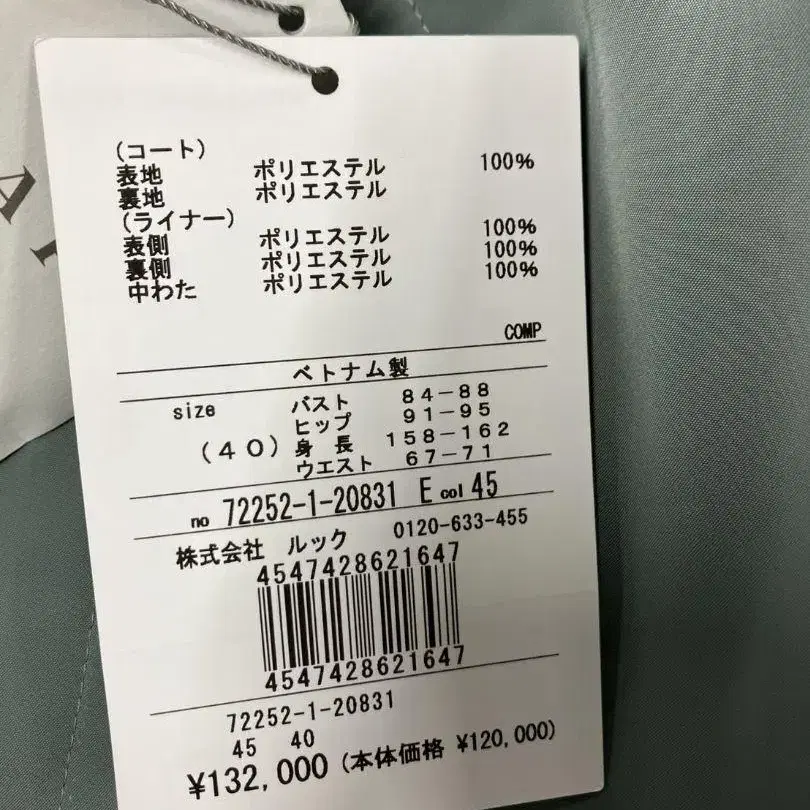 (コート)
表地 ポリエステル 100%
裏地 ポリエステル
(ライナー)
表側 ポリエステル 100%
裏側 ポリエステル 100%
中わた ポリエステル 100%
COMP
ベトナム製
size (40)
バスト 84-88
ヒップ 91-95
身長 158-162
ウエスト 67-71
no 72252-1-20831 E col 45
株式会社 ルック 0120-633-455
4547428621647
4547428621647
72252-1-20831
45 40
¥132,000 (本体価格 ¥120,000)